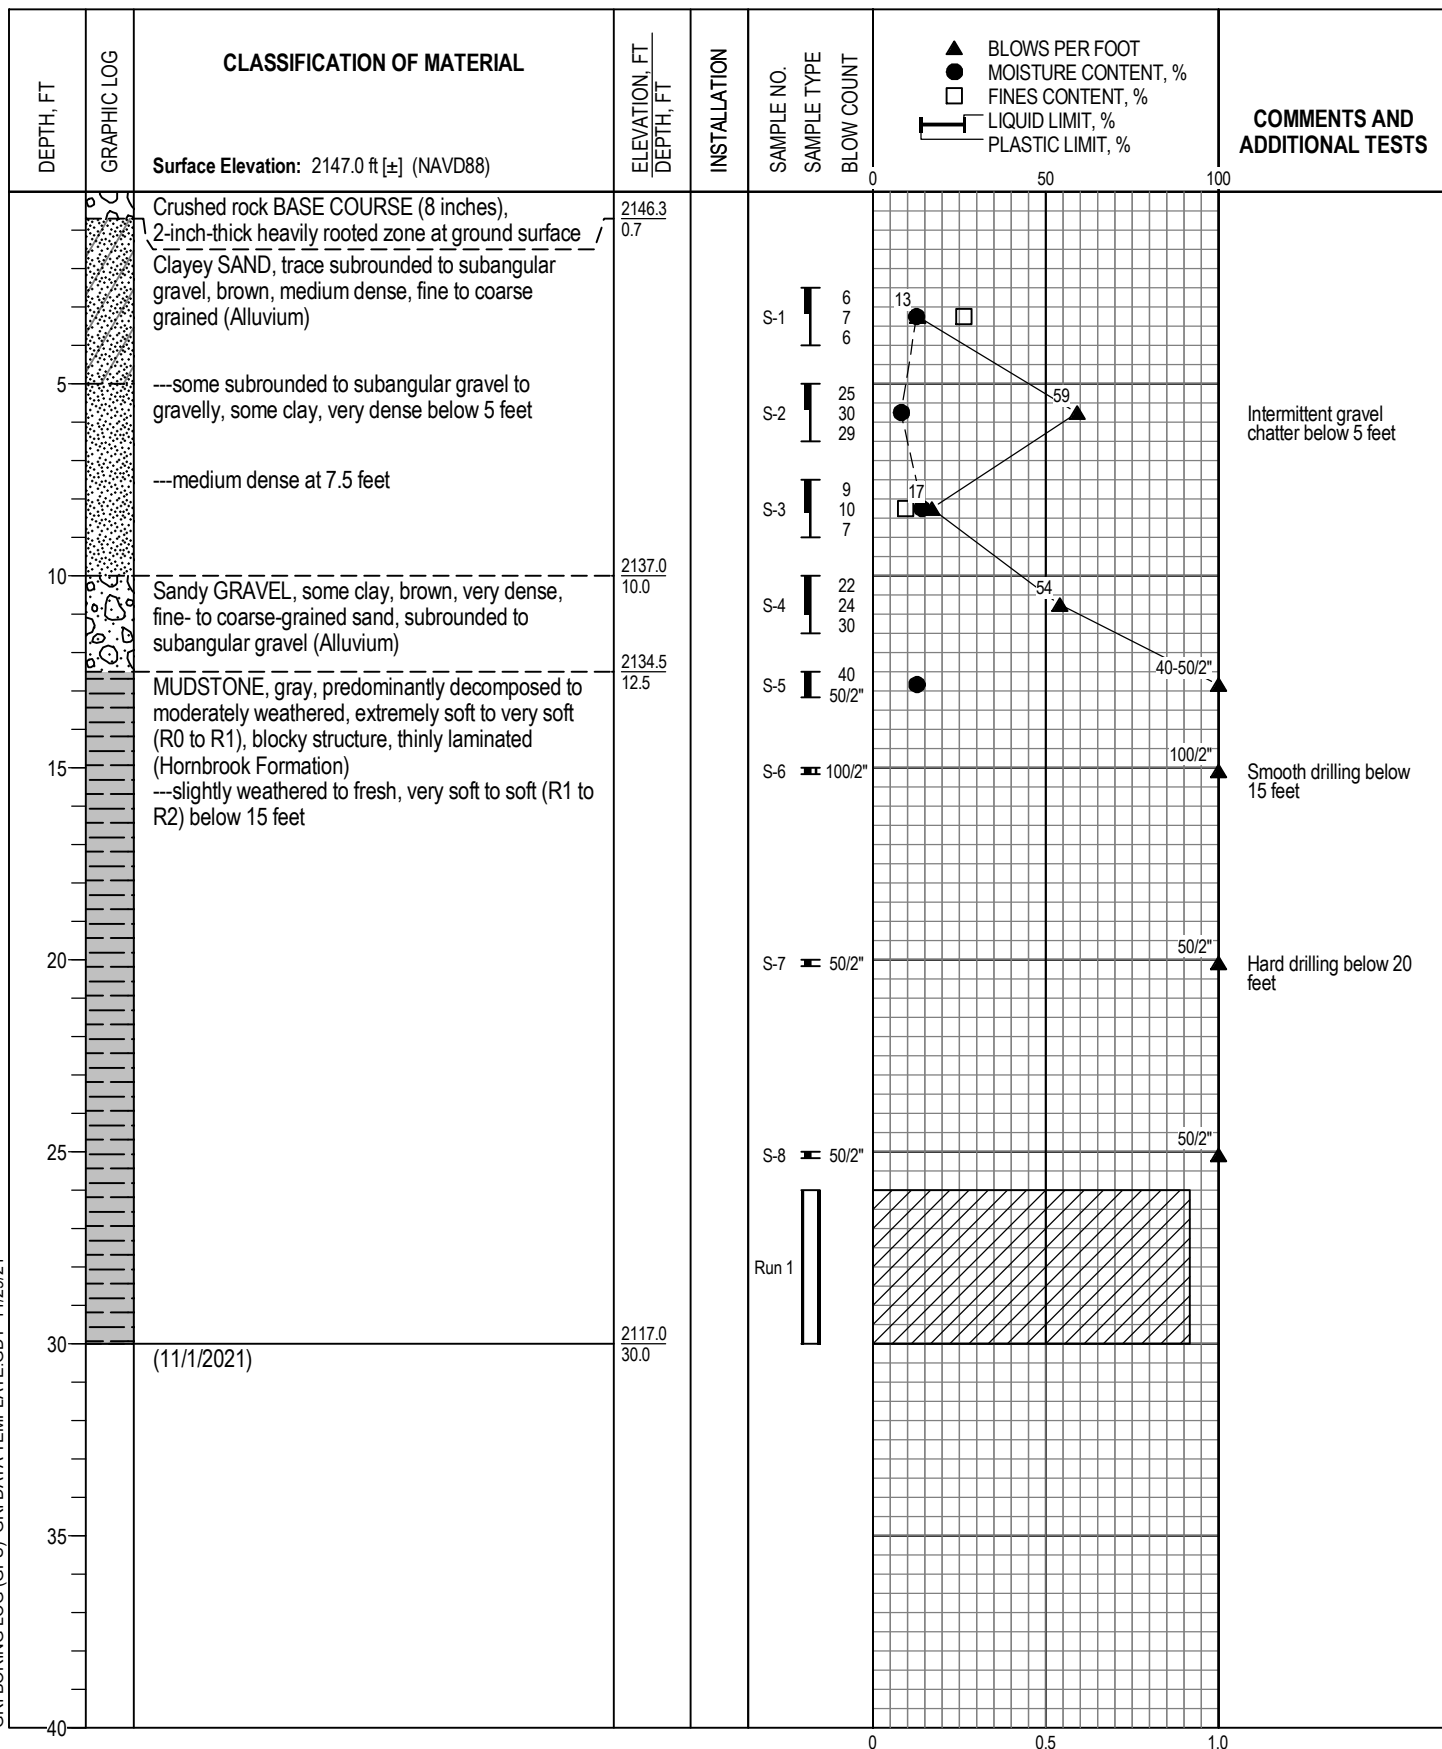 DEPTH, FT
GRAPHIC LOG
CLASSIFICATION OF MATERIAL
Surface Elevation: 2147.0 ft [±] (NAVD88)
ELEVATION, FT
DEPTH, FT
INSTALLATION
SAMPLE NO.
SAMPLE TYPE
BLOW COUNT
BLOWS PER FOOT
MOISTURE CONTENT, %
FINES CONTENT, %
LIQUID LIMIT, %
PLASTIC LIMIT, %
COMMENTS AND
ADDITIONAL TESTS
0 50 100
Crushed rock BASE COURSE (8 inches),
2-inch-thick heavily rooted zone at ground surface
2146.3
0.7
Clayey SAND, trace subrounded to subangular
gravel, brown, medium dense, fine to coarse
grained (Alluvium)
S-1
6
7
6
13
5
---some subrounded to subangular gravel to
gravelly, some clay, very dense below 5 feet
S-2
25
30
29
59
Intermittent gravel
chatter below 5 feet
---medium dense at 7.5 feet
S-3
9
10
7
17
10
2137.0
10.0
Sandy GRAVEL, some clay, brown, very dense,
fine- to coarse-grained sand, subrounded to
subangular gravel (Alluvium)
S-4
22
24
30
54
2134.5
12.5
MUDSTONE, gray, predominantly decomposed to
moderately weathered, extremely soft to very soft
(R0 to R1), blocky structure, thinly laminated
(Hornbrook Formation)
S-5
40
50/2"
40-50/2"
15
---slightly weathered to fresh, very soft to soft (R1 to
R2) below 15 feet
S-6
100/2"
100/2"
Smooth drilling below
15 feet
20
S-7
50/2"
50/2"
Hard drilling below 20
feet
25
S-8
50/2"
50/2"
Run 1
30
2117.0
30.0
(11/1/2021)
35
40
0 0.5 1.0